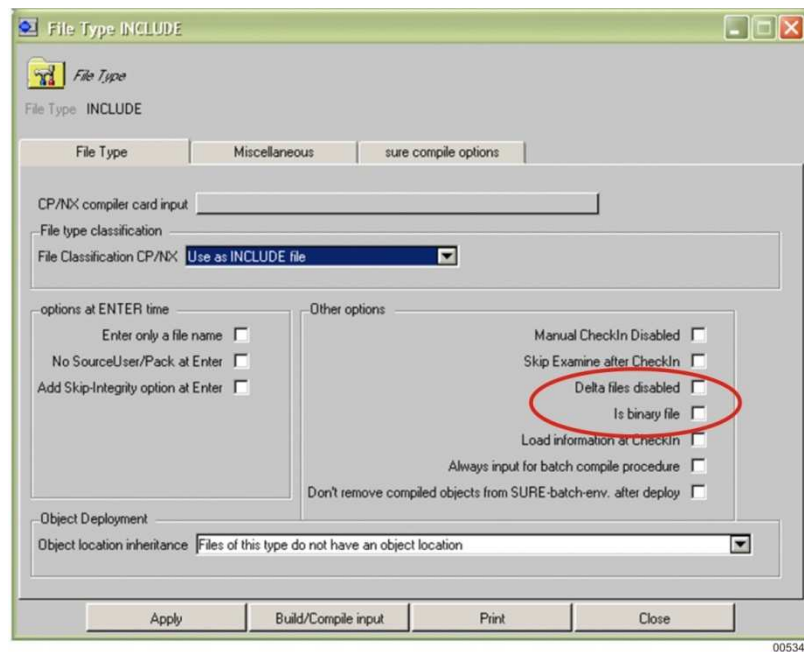 File Type INCLUDE
File Type
File Type INCLUDE
File Type
Miscellaneous
sure compile options
CP/NX compiler card input
File type classification
File Classification CP/NX Use as INCLUDE file
options at ENTER time
Enter only a file name
No SourceUser/Pack at Enter
Add Skip-Integrity option at Enter
Other options
Manual CheckIn Disabled
Skip Examine after CheckIn
Delta files disabled
Is binary file
Load information at CheckIn
Always input for batch compile procedure
Don't remove compiled objects from SURE-batch-env. after deploy
Object Deployment
Object location inheritance Files of this type do not have an object location
Apply
Build/Compile input
Print
Close
00534